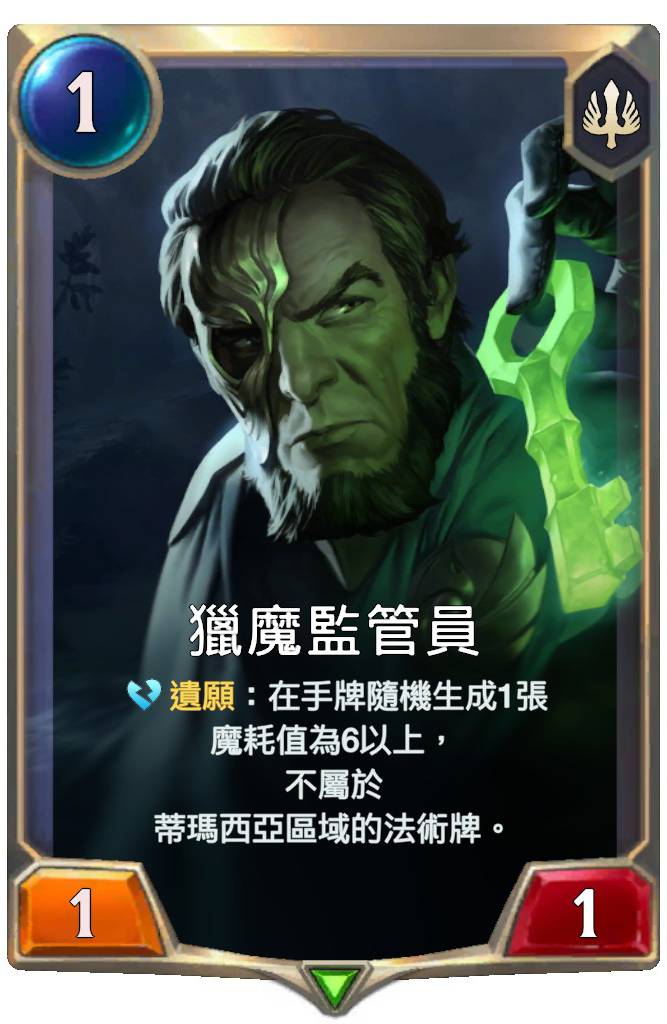 1
獵魔監管員
遺願：在手牌隨機生成1張
魔耗值為6以上，
不屬於
蒂瑪西亞區域的法術牌。
1
1